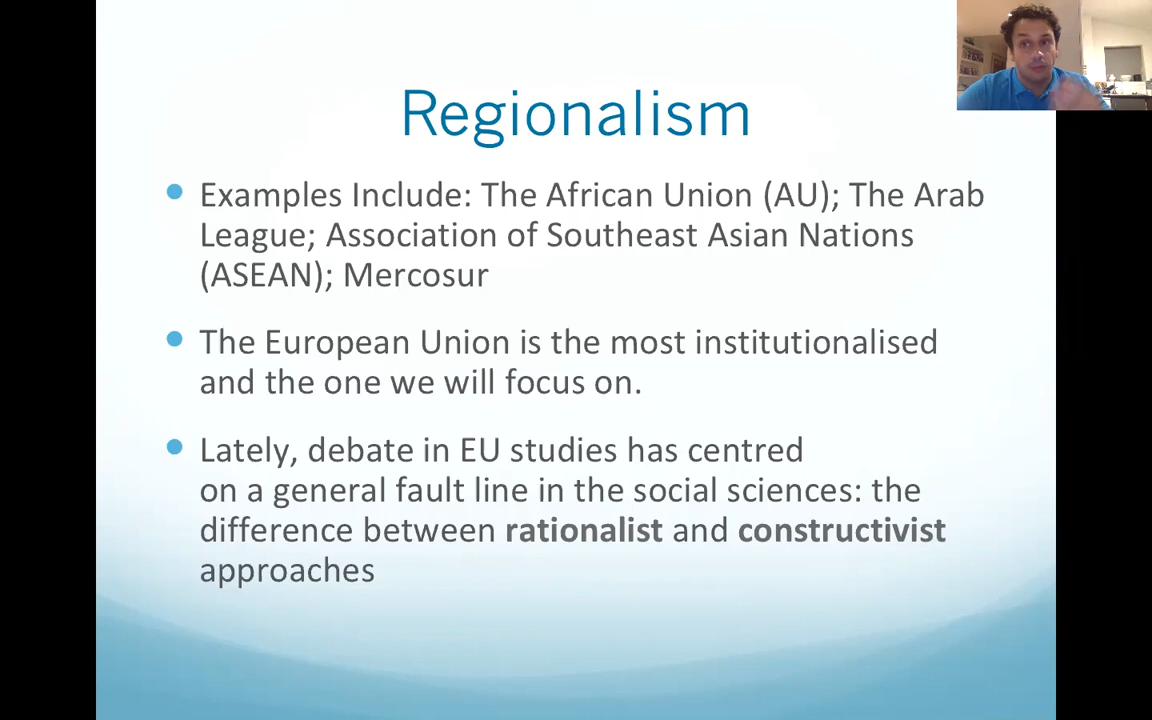 Regionalism
Examples Include: The African Union (AU); The Arab
League; Association of Southeast Asian Nations
(ASEAN); Mercosur
The European Union is the most institutionalised
and the one we will focus on.
Lately, debate in EU studies has centred
on a general fault line in the social sciences: the
difference between rationalist and constructivist
approaches